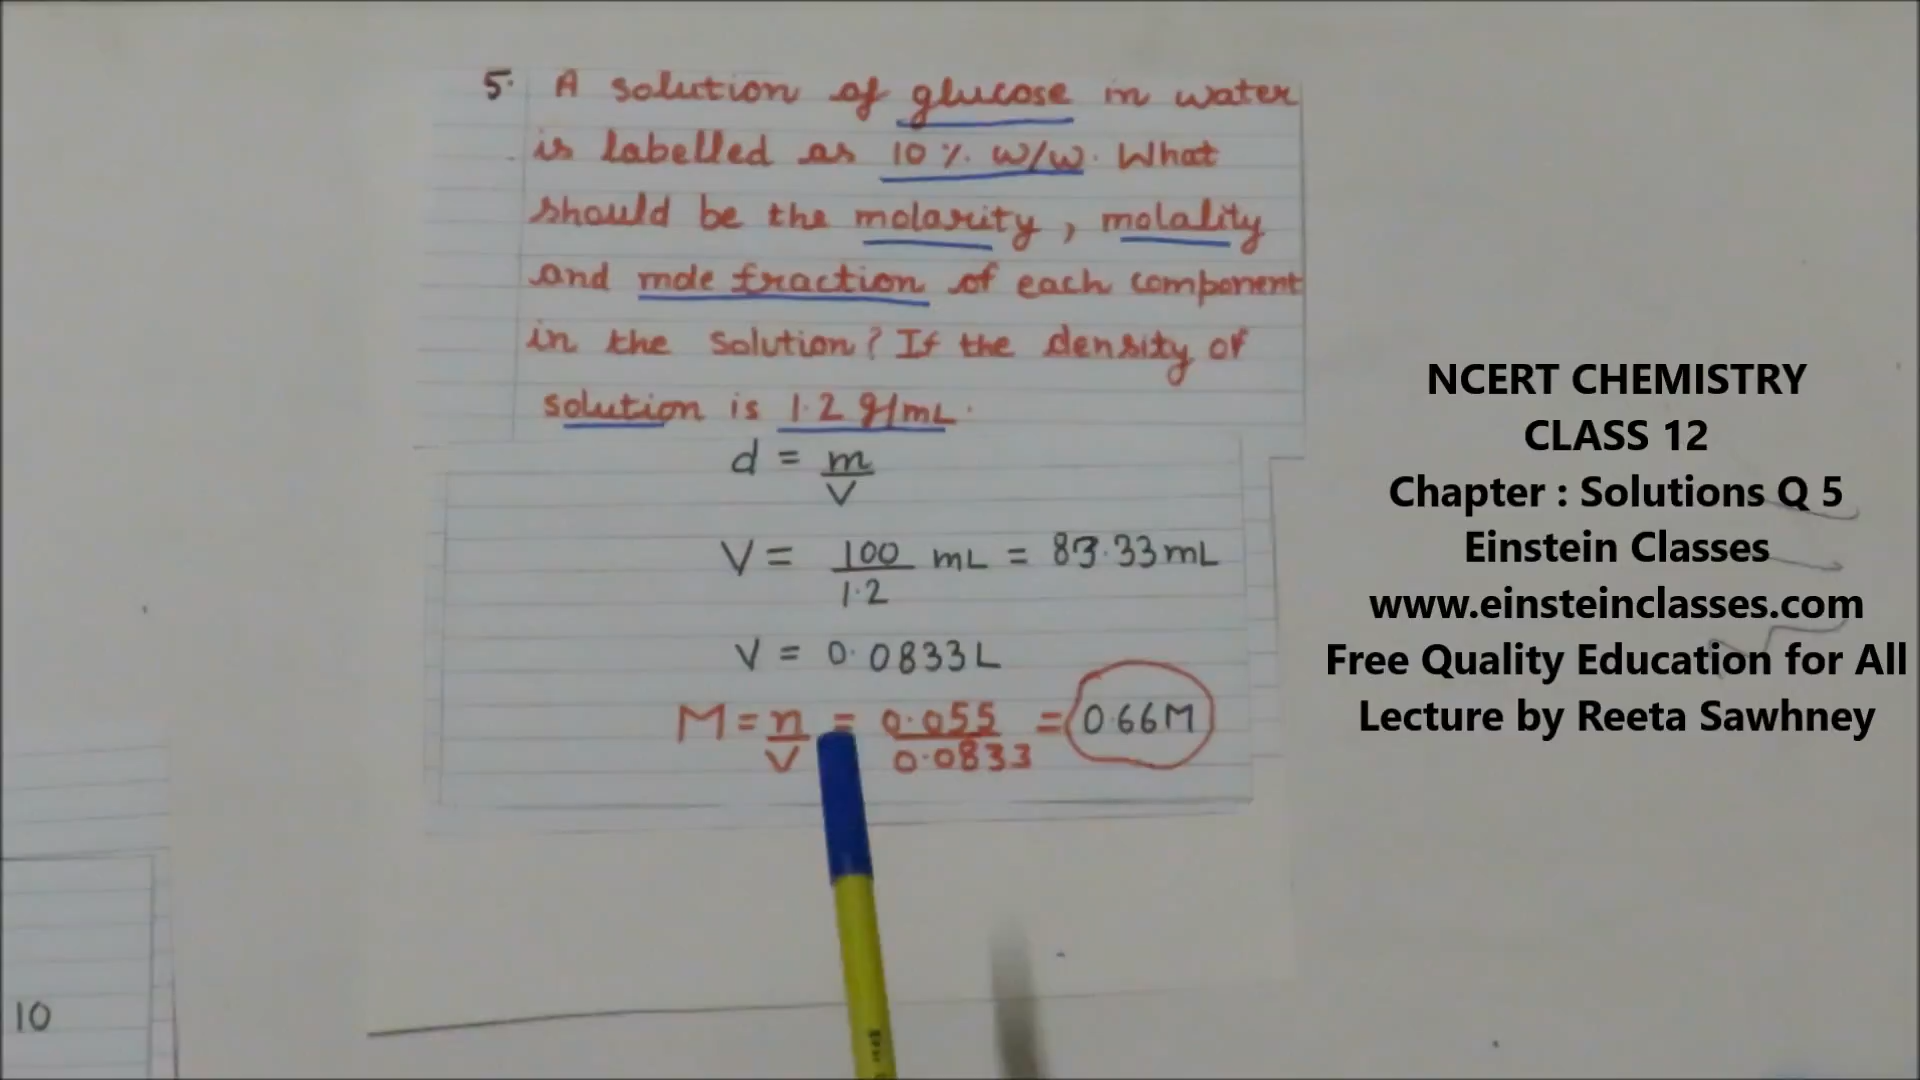 5. A solution of glucose in water
is labelled as 10 % w/w. What
should be the molarity, molality
and mole fraction of each component
in the solution? If the density of
solution is 1.2 g/mL.
d = m/V
V = 100/1.2 mL = 83.33 mL
V = 0.0833 L
M = n/V = 0.055/0.0833 = 0.66 M
10
NCERT CHEMISTRY
CLASS 12
Chapter : Solutions Q 5
Einstein Classes
www.einsteinclasses.com
Free Quality Education for All
Lecture by Reeta Sawhney